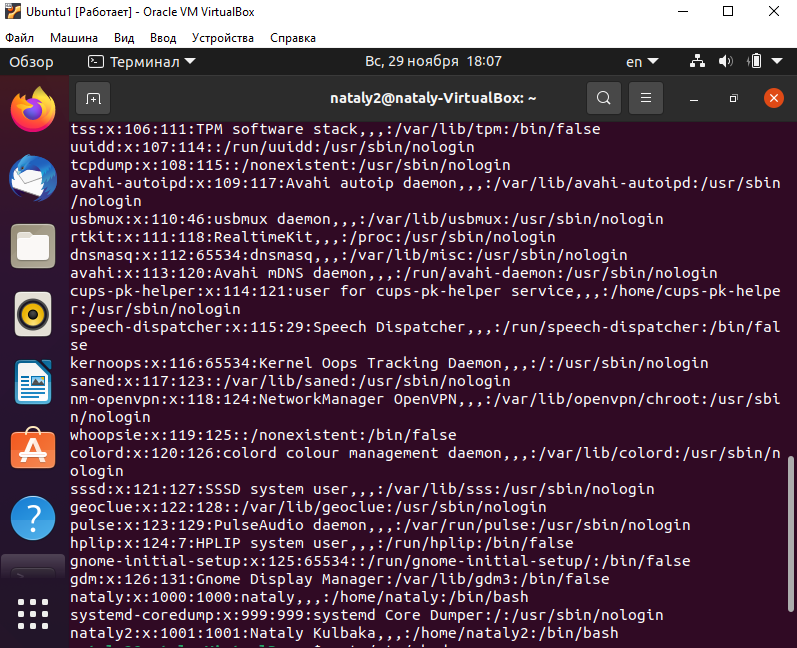 Ubuntu1 [Работает] - Oracle VM VirtualBox
Файл Машина Вид Ввод Устройства Справка
Обзор Терминал Вс, 29 ноября 18:07 en
nataly2@nataly-VirtualBox: ~
tss:x:106:111:TPM software stack,,,:/var/lib/tpm:/bin/false
uuidd:x:107:114::/run/uuidd:/usr/sbin/nologin
tcpdump:x:108:115::/nonexistent:/usr/sbin/nologin
avahi-autoipd:x:109:117:Avahi autoip daemon,,,:/var/lib/avahi-autoipd:/usr/sbin
/nologin
usbmux:x:110:46:usbmux daemon,,,:/var/lib/usbmux:/usr/sbin/nologin
rtkit:x:111:118:RealtimeKit,,,:/proc:/usr/sbin/nologin
dnsmasq:x:112:65534:dnsmasq,,,:/var/lib/misc:/usr/sbin/nologin
avahi:x:113:120:Avahi mDNS daemon,,,:/run/avahi-daemon:/usr/sbin/nologin
cups-pk-helper:x:114:121:user for cups-pk-helper service,,,:/home/cups-pk-helpe
r:/usr/sbin/nologin
speech-dispatcher:x:115:29:Speech Dispatcher,,,:/run/speech-dispatcher:/bin/fal
se
kernoops:x:116:65534:Kernel Oops Tracking Daemon,,,:/:/usr/sbin/nologin
saned:x:117:123::/var/lib/saned:/usr/sbin/nologin
nm-openvpn:x:118:124:NetworkManager OpenVPN,,,:/var/lib/openvpn/chroot:/usr/sbi
n/nologin
whoopsie:x:119:125::/nonexistent:/bin/false
colord:x:120:126:colord colour management daemon,,,:/var/lib/colord:/usr/sbin/n
ologin
sssd:x:121:127:SSSD system user,,,:/var/lib/sss:/usr/sbin/nologin
geoclue:x:122:128::/var/lib/geoclue:/usr/sbin/nologin
pulse:x:123:129:PulseAudio daemon,,,:/var/run/pulse:/usr/sbin/nologin
hplip:x:124:7:HPLIP system user,,,:/run/hplip:/bin/false
gnome-initial-setup:x:125:65534::/run/gnome-initial-setup/:/bin/false
gdm:x:126:131:Gnome Display Manager:/var/lib/gdm3:/bin/false
nataly:x:1000:1000:nataly,,,:/home/nataly:/bin/bash
systemd-coredump:x:999:999:systemd Core Dumper:/:/usr/sbin/nologin
nataly2:x:1001:1001:Nataly Kulbaka,,,:/home/nataly2:/bin/bash